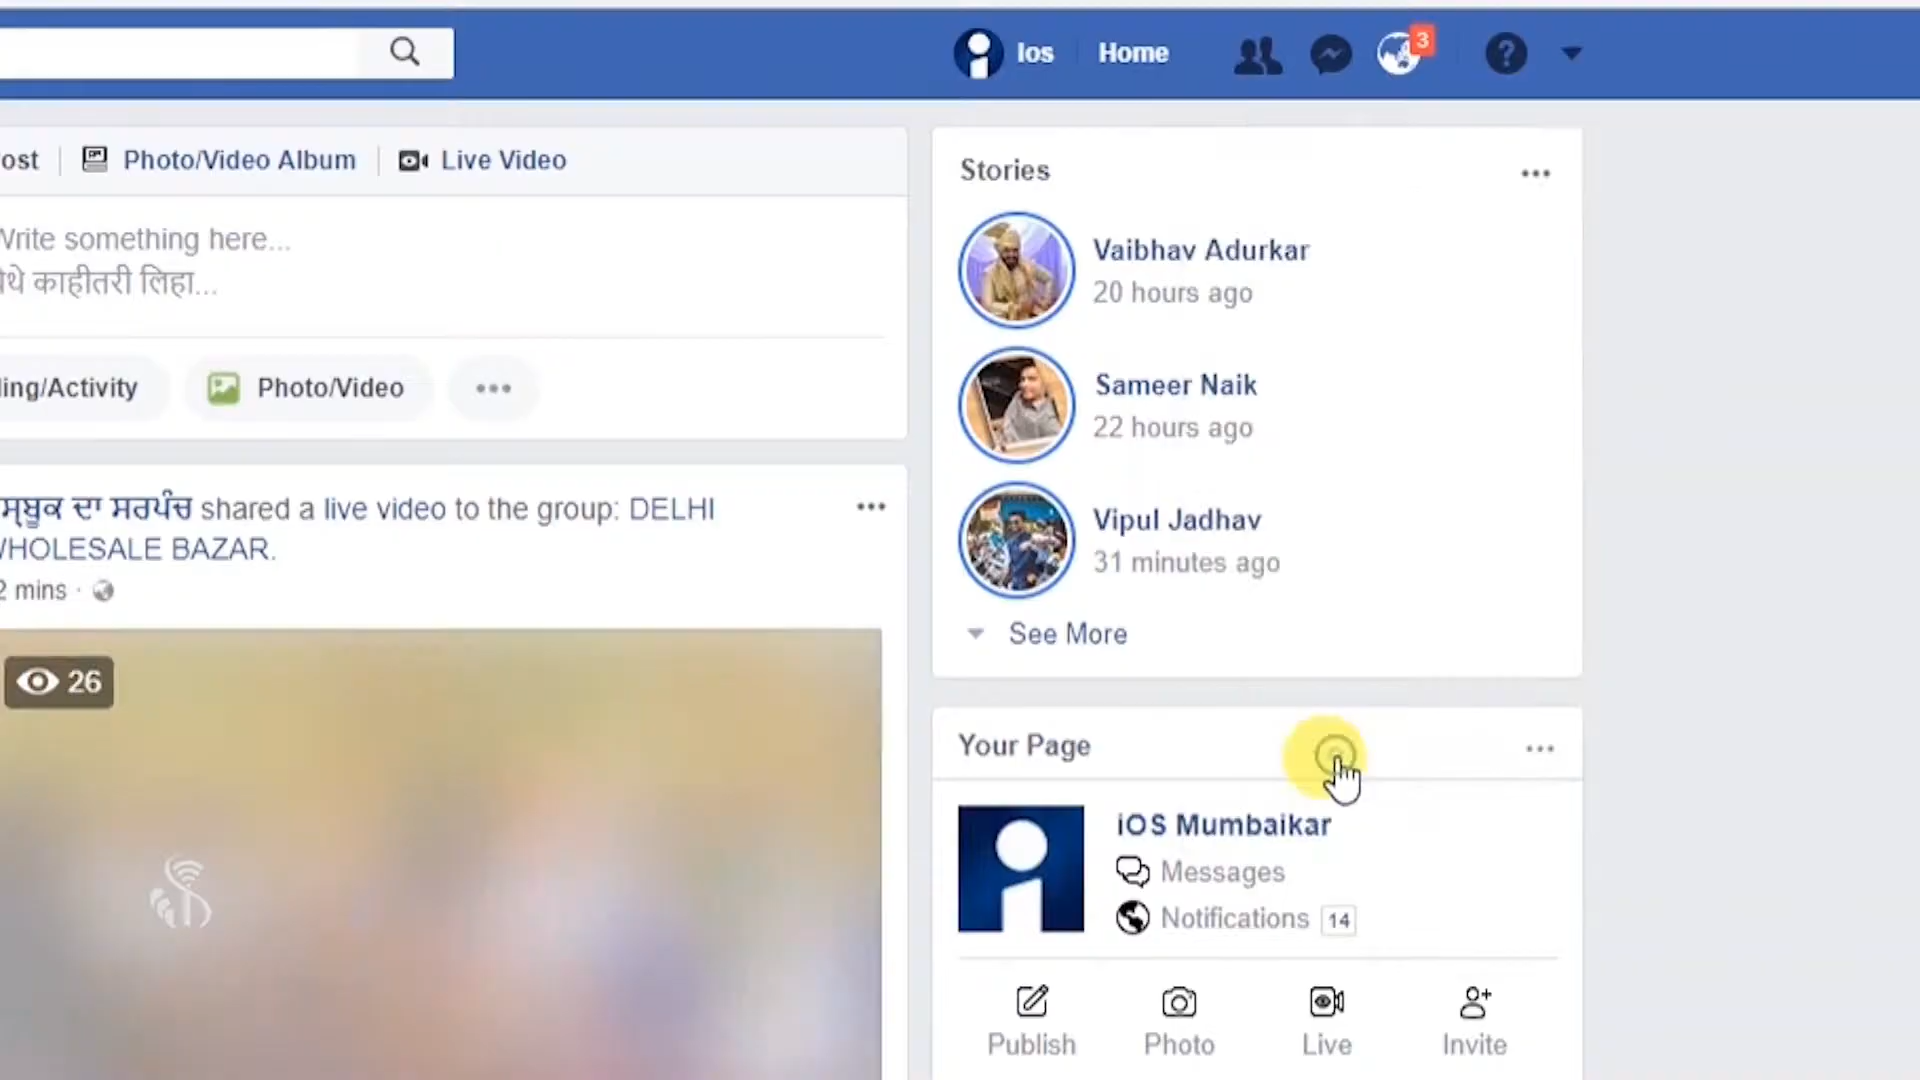 Ios
Home
3
ost
Photo/Video Album
Live Video
Write something here...
येथे काहीतरी लिहा...
ling/Activity
Photo/Video
ਸ੍ਬੂਕ ਦਾ ਸਰਪੰਚ shared a live video to the group: DELHI
WHOLESALE BAZAR.
2 mins ·
26
Stories
Vaibhav Adurkar
20 hours ago
Sameer Naik
22 hours ago
Vipul Jadhav
31 minutes ago
See More
Your Page
iOS Mumbaikar
Messages
Notifications 14
Publish
Photo
Live
Invite